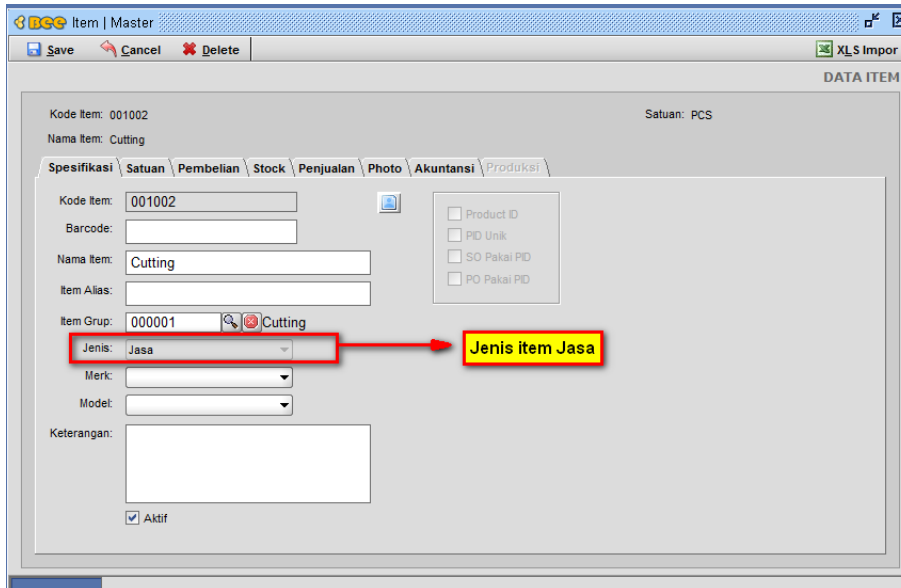 Bee Item | Master
Save Cancel Delete XLS Impor
DATA ITEM
Kode Item: 001002 Satuan: PCS
Nama Item: Cutting
Spesifikasi Satuan Pembelian Stock Penjualan Photo Akuntansi Produksi
Kode Item: 001002
Product ID
Barcode:
PID Unik
Nama Item: Cutting
SO Pakai PID
Item Alias:
PO Pakai PID
Item Grup: 000001 Cutting
Jenis: Jasa Jenis item Jasa
Merk:
Model:
Keterangan:
Aktif